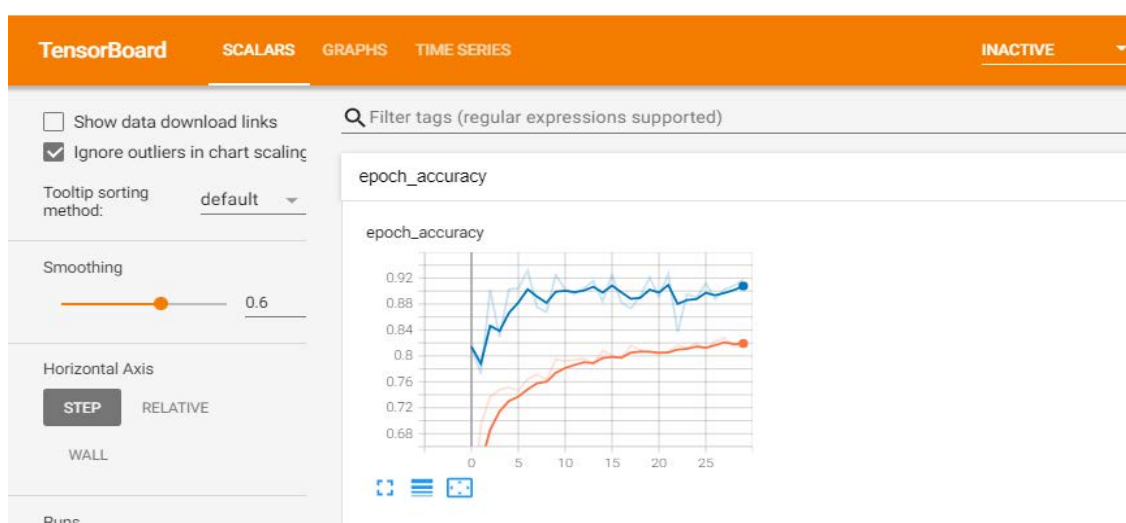 TensorBoard SCALARS GRAPHS TIME SERIES INACTIVE
Show data download links
Ignore outliers in chart scaling
Tooltip sorting
method:
default
Smoothing
0.6
Horizontal Axis
STEP RELATIVE
WALL
Runs
Filter tags (regular expressions supported)
epoch_accuracy
epoch_accuracy
0.92
0.88
0.84
0.8
0.76
0.72
0.68
0 5 10 15 20 25